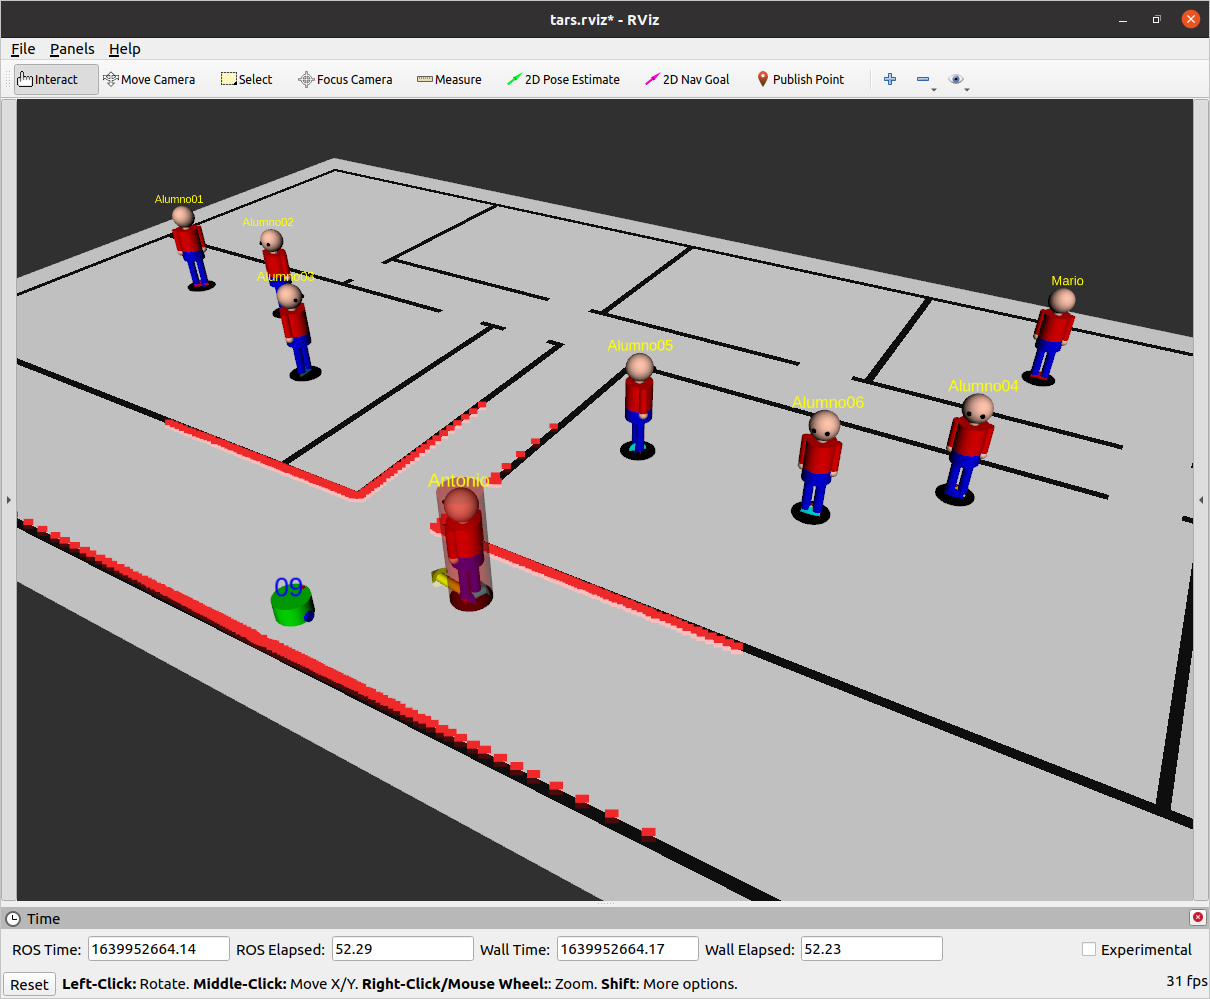 tars.rviz* - RViz
File Panels Help
Interact Move Camera Select Focus Camera Measure 2D Pose Estimate 2D Nav Goal Publish Point
Alumno01
Alumno02
Alumno03
Mario
Alumno05
Alumno04
Alumno06
Antonio
09
Time
ROS Time: 1639952664.14 ROS Elapsed: 52.29 Wall Time: 1639952664.17 Wall Elapsed: 52.23 Experimental
Reset Left-Click: Rotate. Middle-Click: Move X/Y. Right-Click/Mouse Wheel:: Zoom. Shift: More options. 31 fps